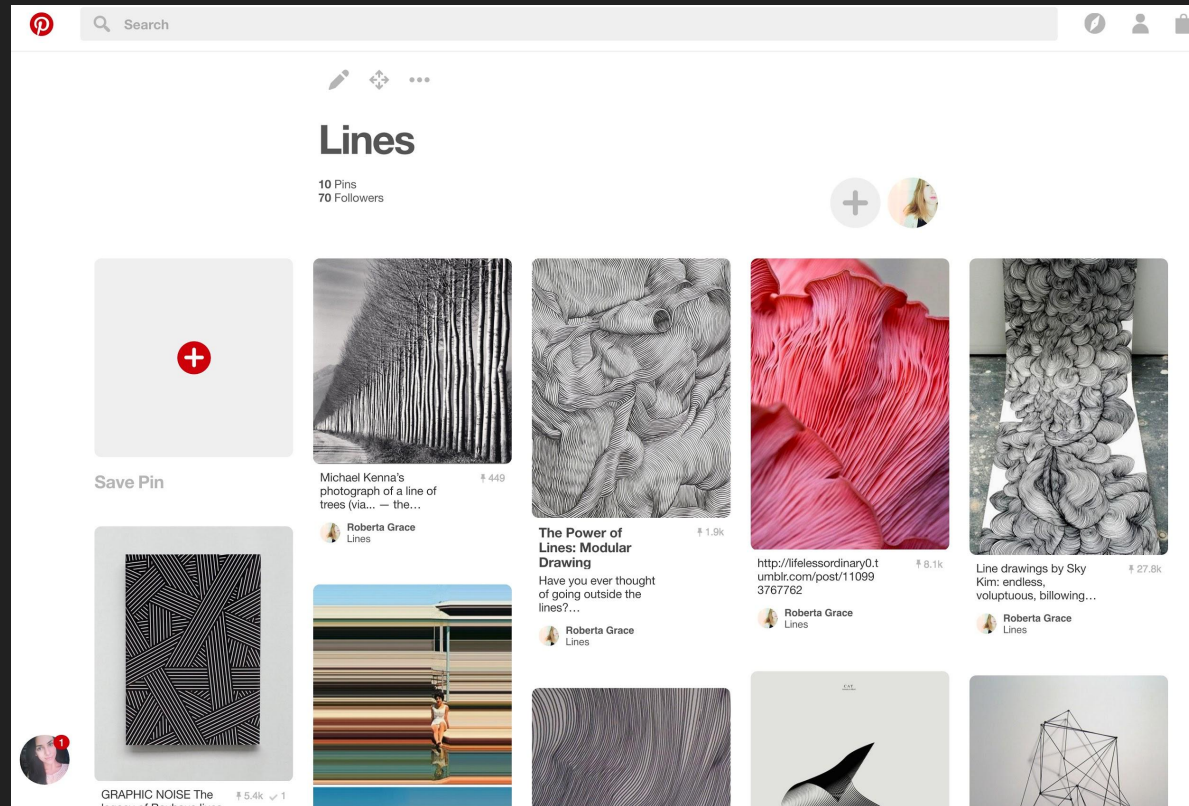 Search
Lines
10 Pins
70 Followers
Save Pin
Michael Kenna's
photograph of a line of
trees (via... — the…
449
Roberta Grace
Lines
The Power of
Lines: Modular
Drawing
1.9k
Have you ever thought
of going outside the
lines?…
Roberta Grace
Lines
http://lifelessordinary0.t
umblr.com/post/11099
3767762
8.1k
Roberta Grace
Lines
Line drawings by Sky
Kim: endless,
voluptuous, billowing…
27.8k
Roberta Grace
Lines
1
GRAPHIC NOISE The
5.4k 1
CAT